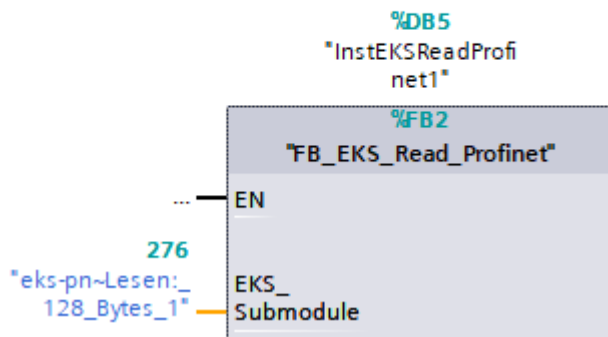 %DB5
"InstEKSReadProfi
net1"
%FB2
"FB_EKS_Read_Profinet"
... EN
276
"eks-pn~Lesen:_
128_Bytes_1"
EKS_
Submodule